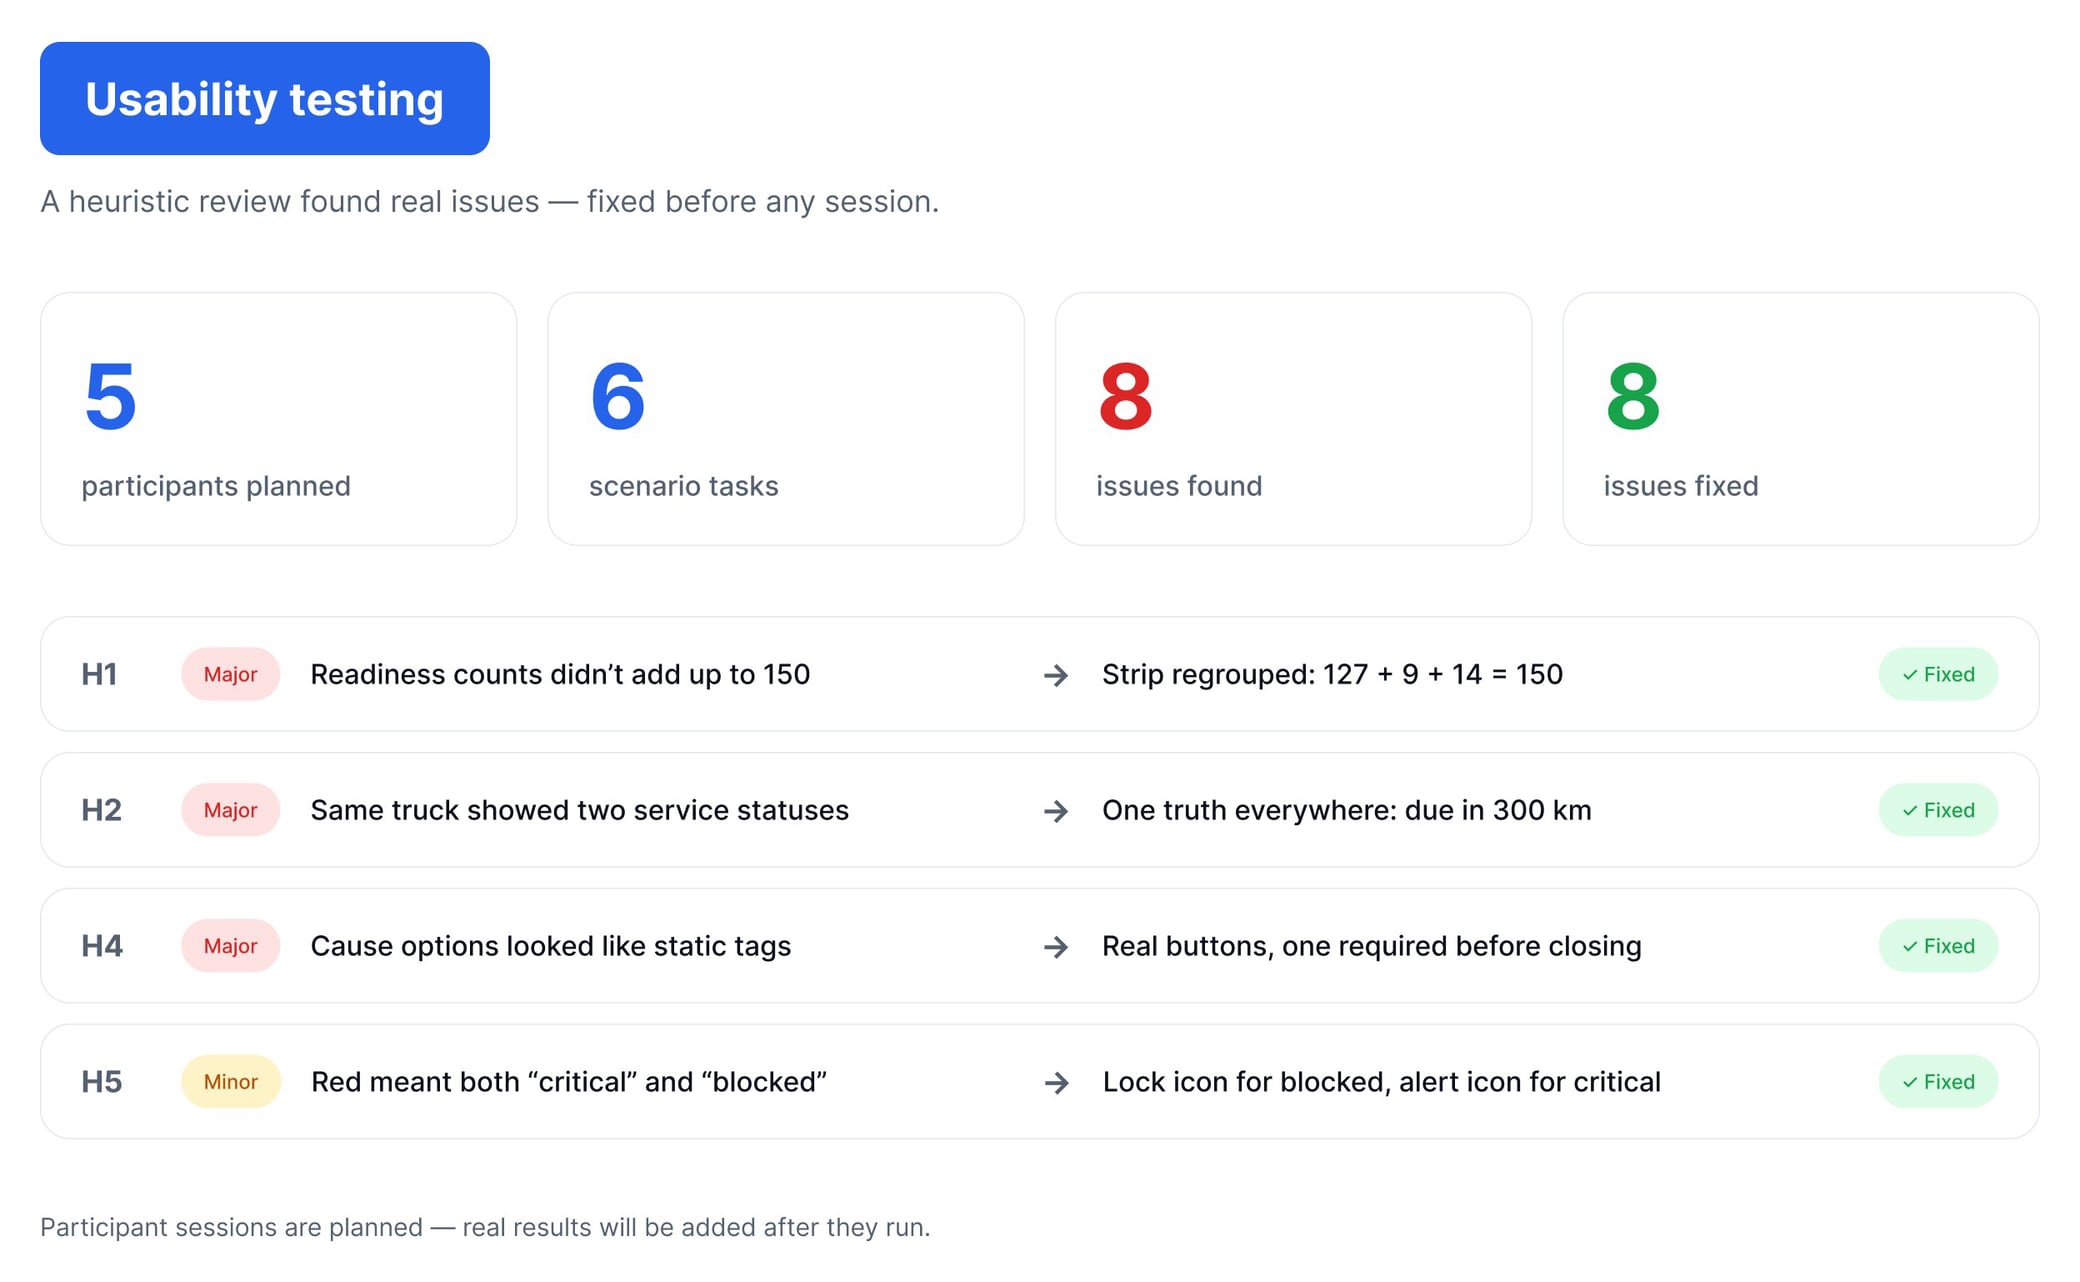 Usability testing
A heuristic review found real issues — fixed before any session.
5
participants planned
6
scenario tasks
8
issues found
8
issues fixed
H1 Major Readiness counts didn’t add up to 150 → Strip regrouped: 127 + 9 + 14 = 150 ✓ Fixed
H2 Major Same truck showed two service statuses → One truth everywhere: due in 300 km ✓ Fixed
H4 Major Cause options looked like static tags → Real buttons, one required before closing ✓ Fixed
H5 Minor Red meant both “critical” and “blocked” → Lock icon for blocked, alert icon for critical ✓ Fixed
Participant sessions are planned — real results will be added after they run.